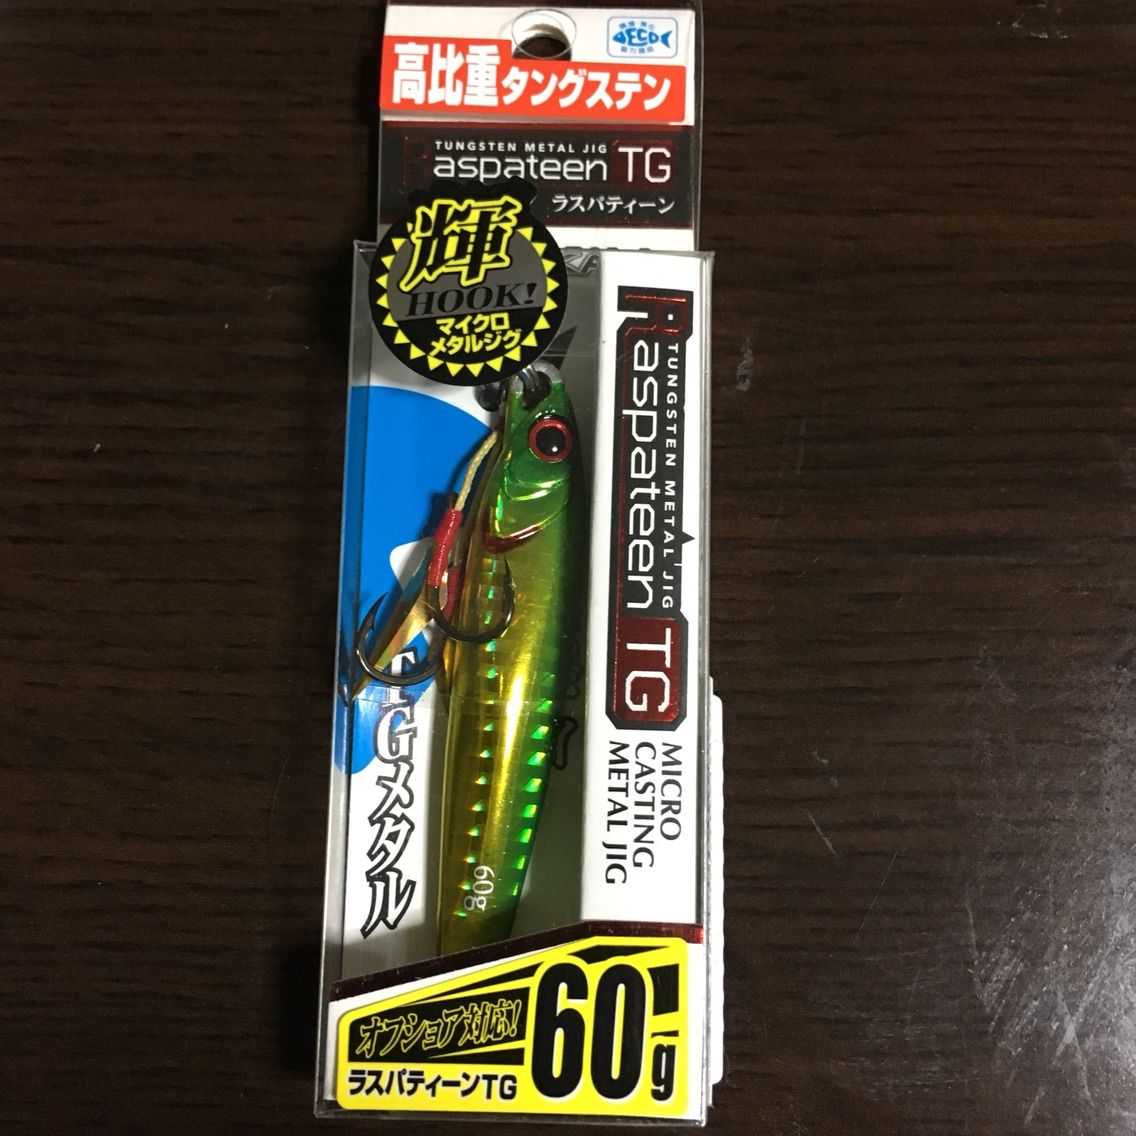 DECO
高比重タングステン
TUNGSTEN METAL JIG
Raspateen TG
ラスパティーン
輝
HOOK!
マイクロ
メタルジグ
TUNGSTEN METAL JIG
Raspateen TG
MICRO
CASTING
METAL JIG
TGメタル
60g
オフショア対応!
ラスパティーンTG
60g